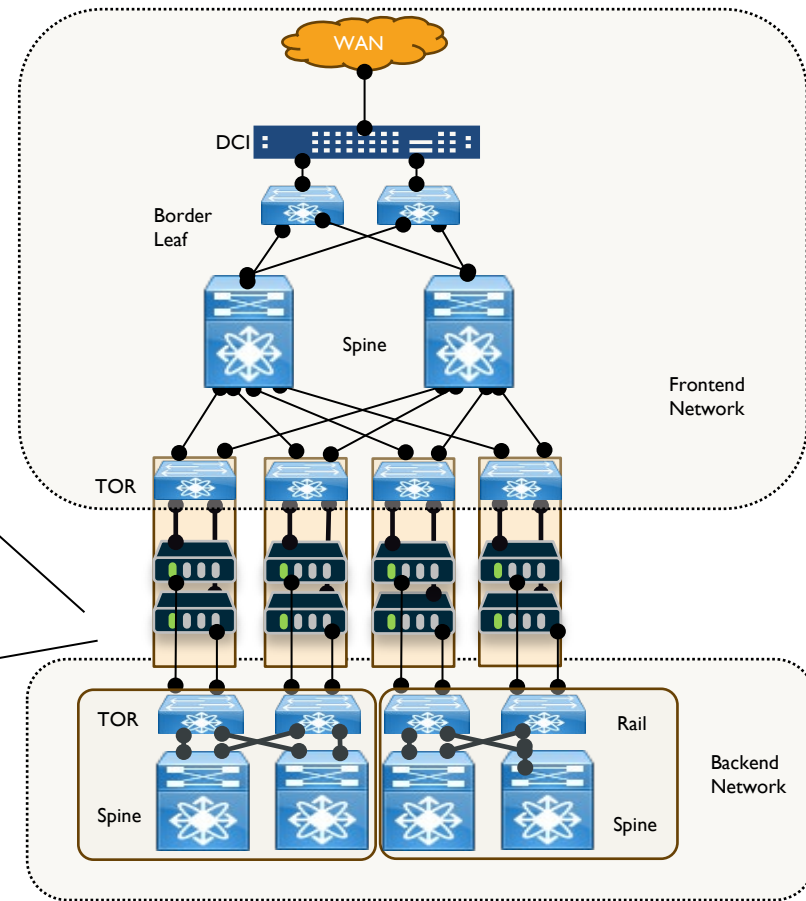 WAN
DCI
Border
Leaf
Spine
Frontend
Network
TOR
TOR
Rail
Backend
Network
Spine
Spine